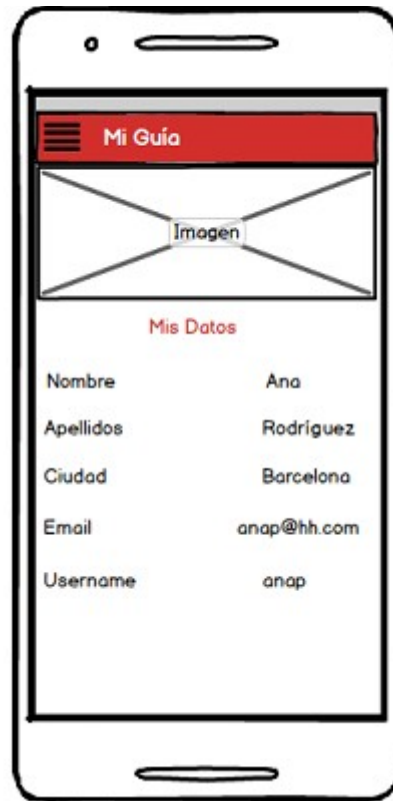 Mi Guía
Imagen
Mis Datos
Nombre Ana
Apellidos Rodríguez
Ciudad Barcelona
Email anap@hh.com
Username anap